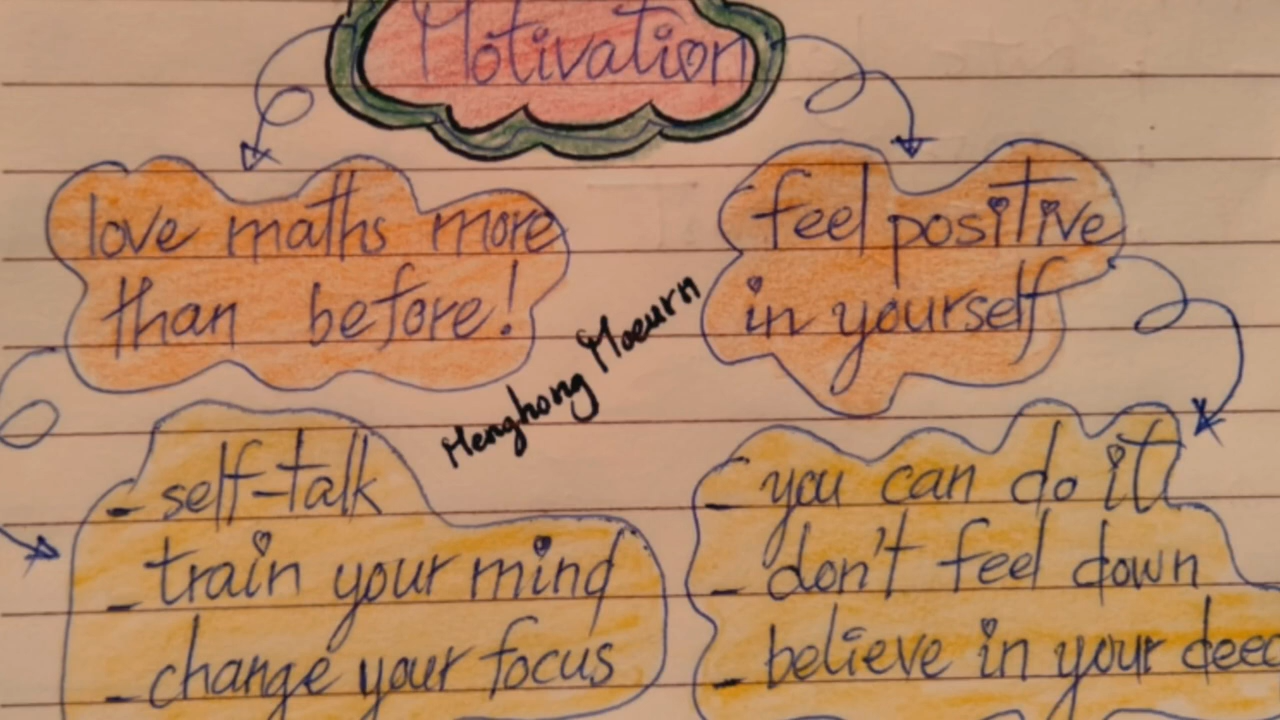 Motivation
love maths more
than before!
feel positive
in yourself
Menghong Moeurn
- self-talk
- train your mind
- change your focus
- you can do it
- don't feel down
- believe in your deed